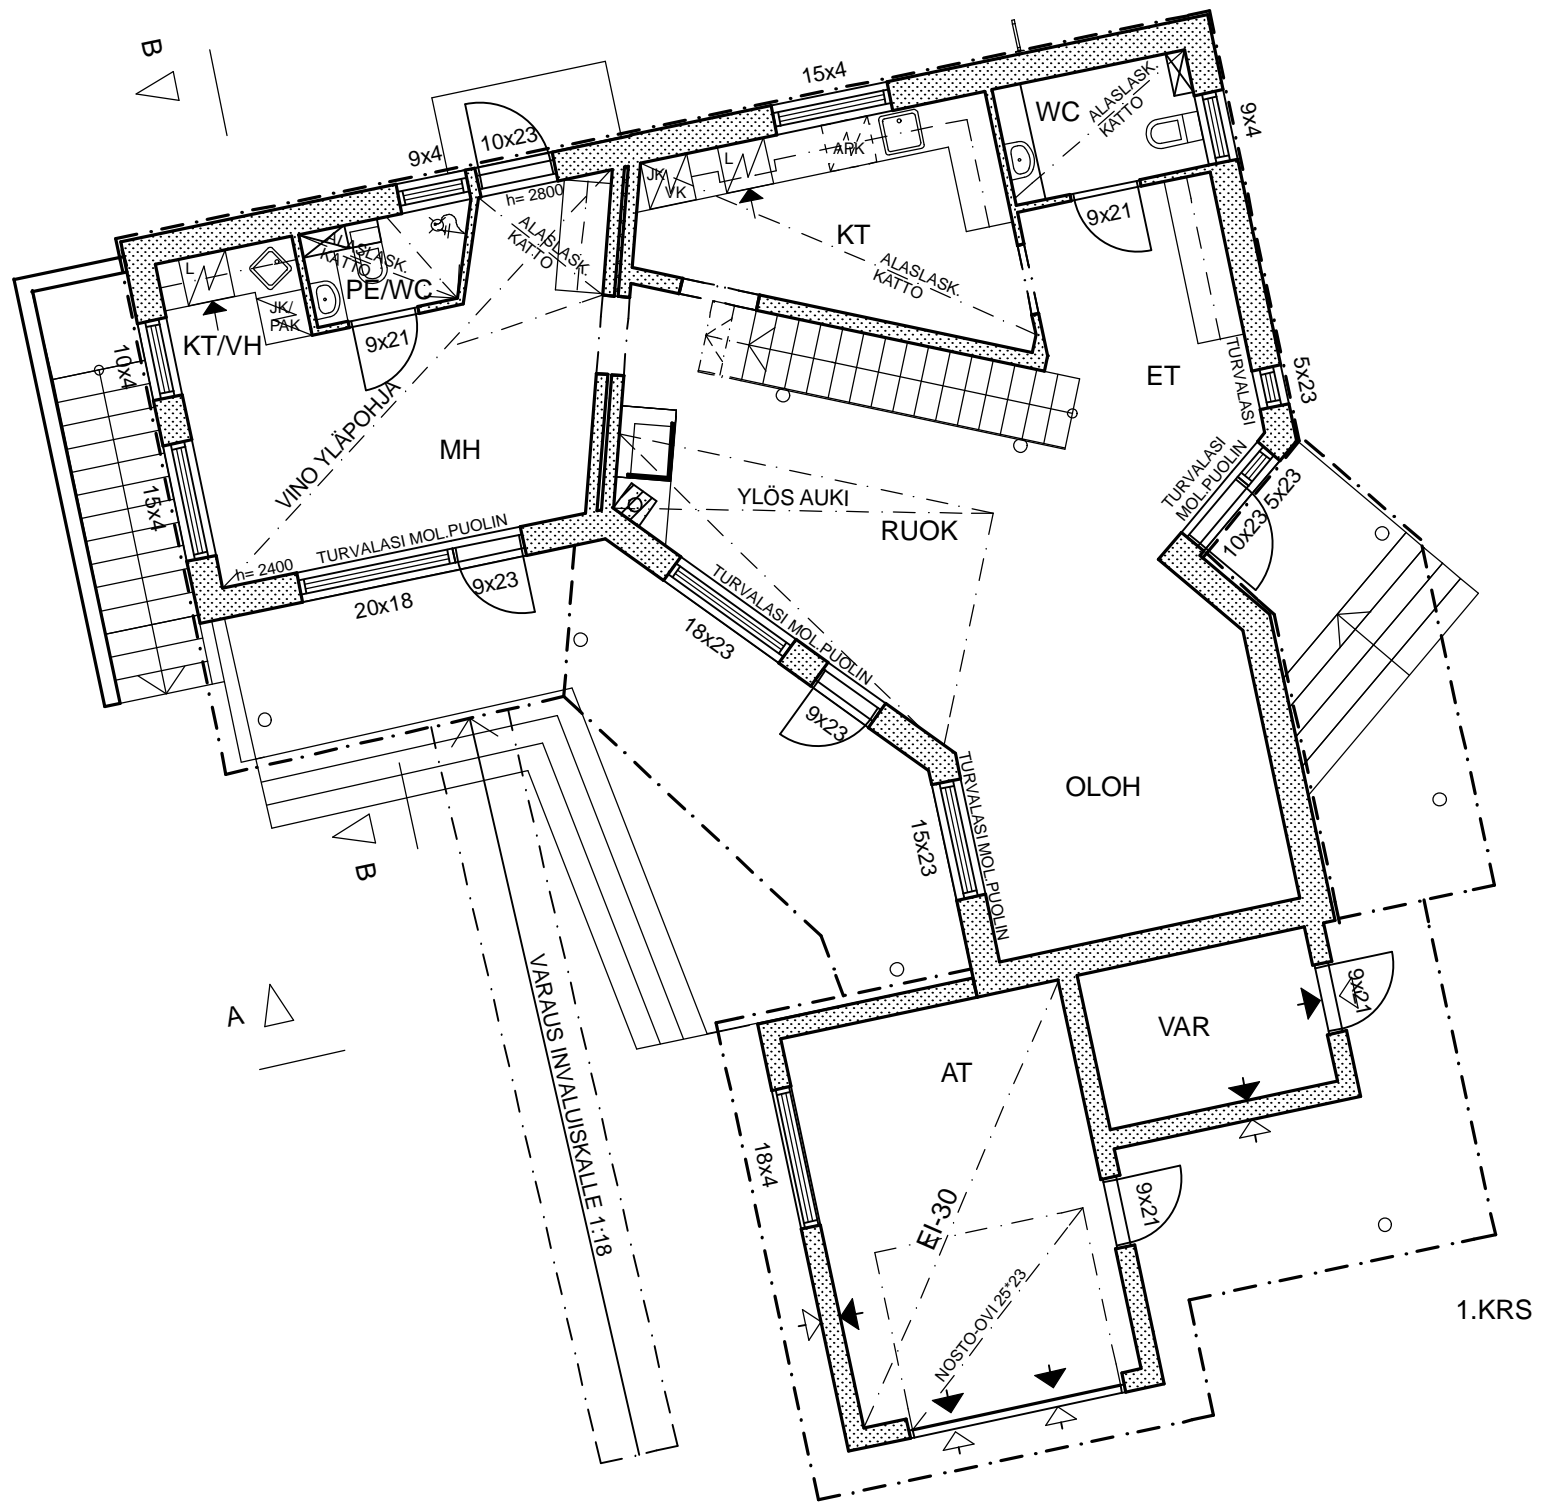 B
15x4
9x4
10x23
h= 2800
9x4
WC
ALASLASK.
KATTO
L
APK
JK
VK
9x21
KT
ALASLASK.
KATTO
ALASLASK.
KATTO
L
ALASLASK.
KATTO
PE/WC
JK/
PAK
KT/VH
9x21
10x4
ET
TURVALASI
5x23
VINO YLÄPOHJA
MH
15x4
YLÖS AUKI
RUOK
TURVALASI
MOL.PUOLIN
5x23
10x23
TURVALASI MOL.PUOLIN
h= 2400
20x18
9x23
TURVALASI MOL.PUOLIN
18x23
9x23
OLOH
TURVALASI MOL.PUOLIN
15x23
B
VARAUS INVALUISKALLE 1:18
A
9x21
VAR
AT
18x4
9x21
EI-30
NOSTO-OVI 25*23
1.KRS